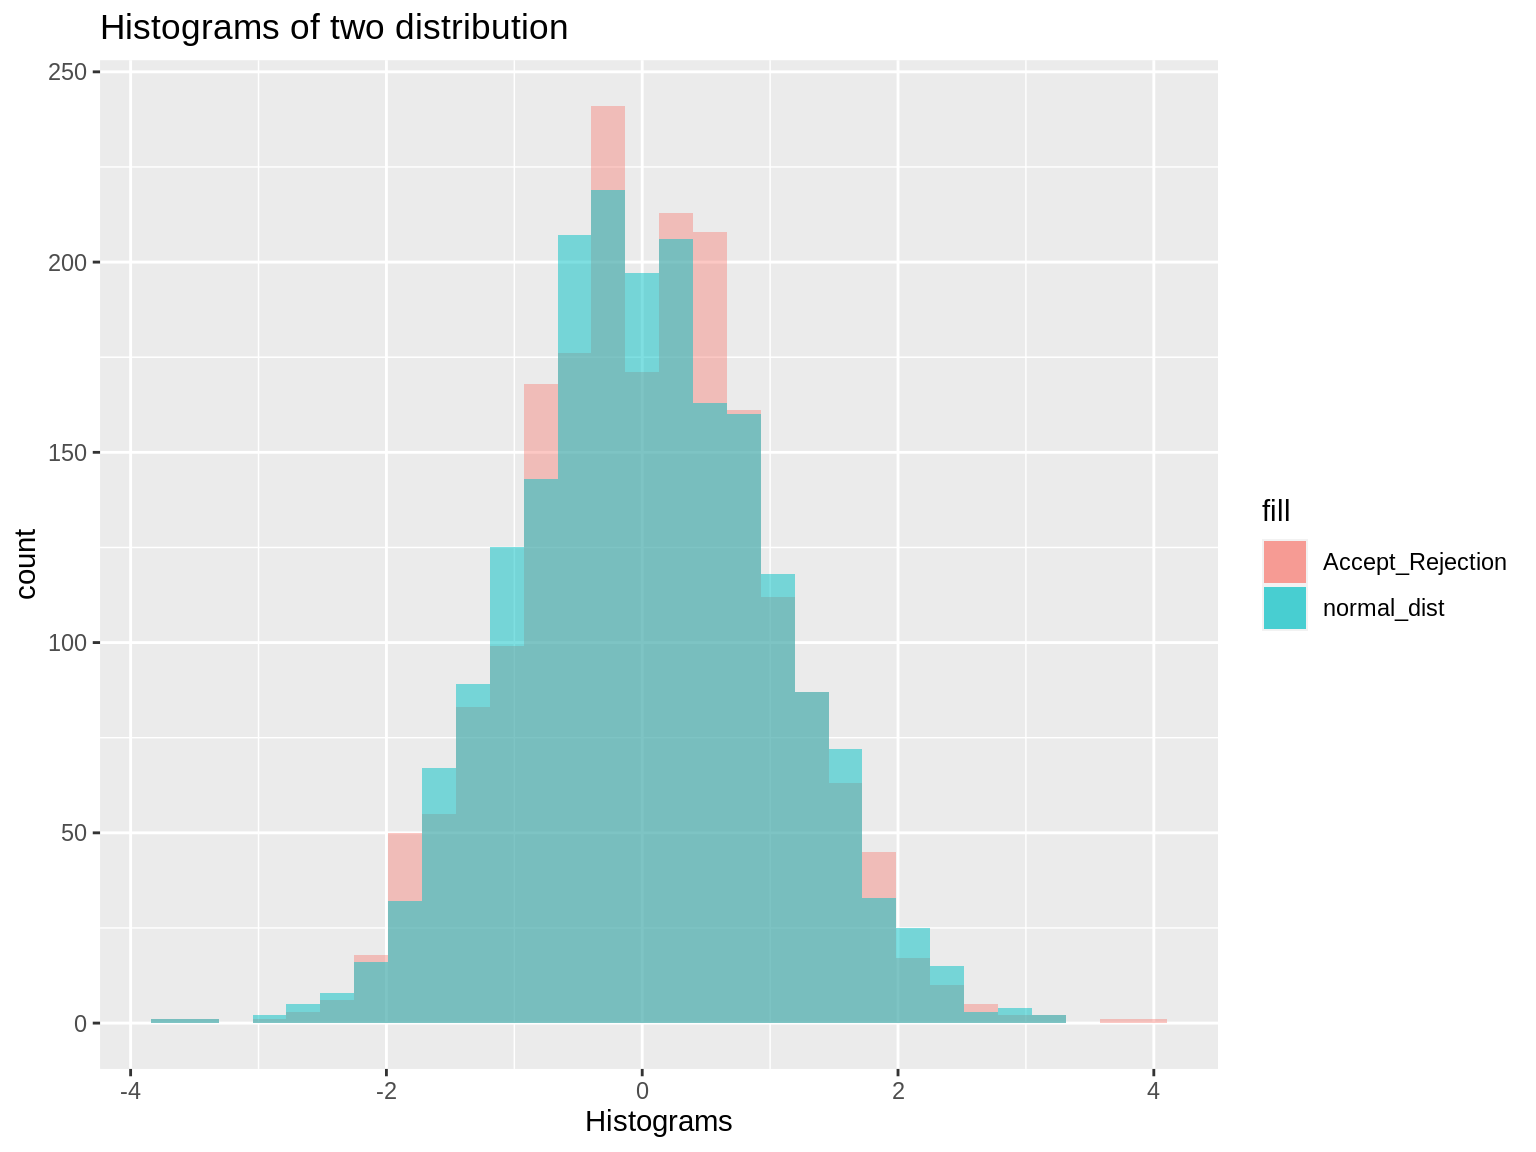 Histograms of two distribution
250
200
150
100
50
0
count
-4
-2
0
2
4
Histograms
fill
Accept_Rejection
normal_dist